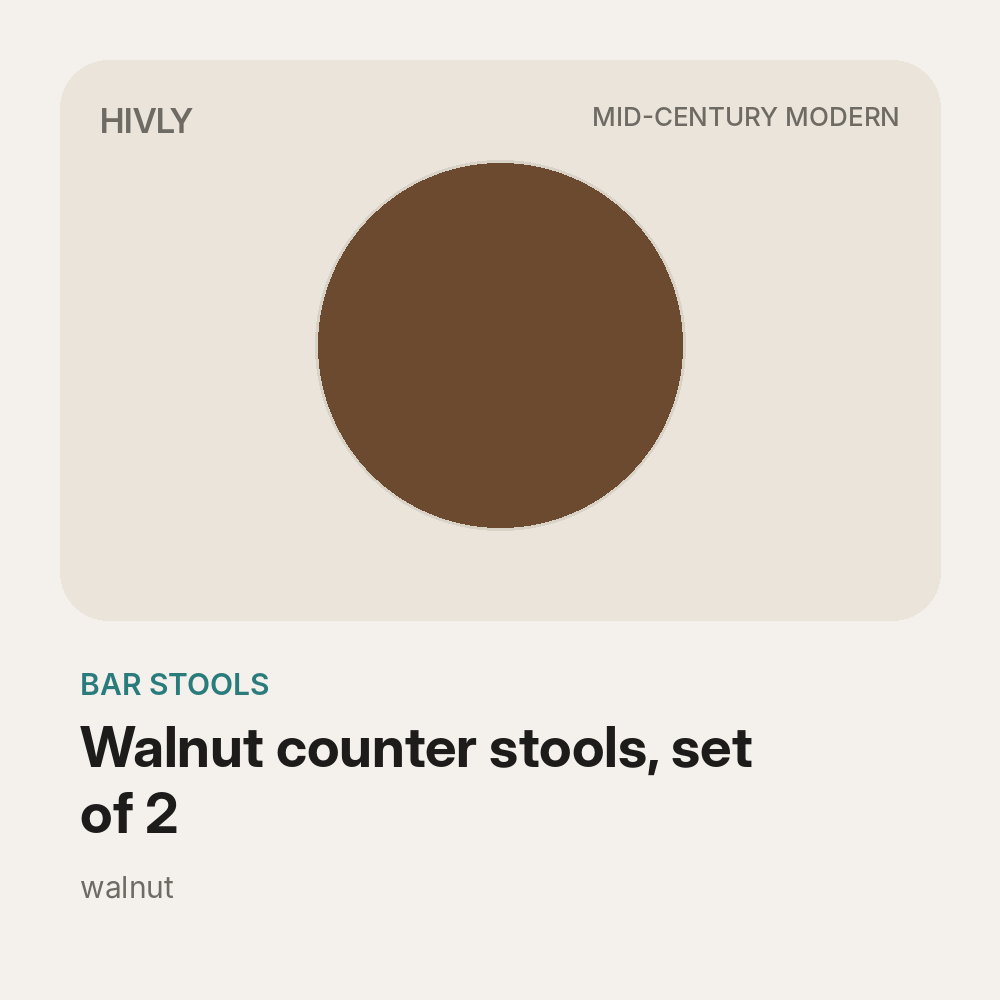 HIVLY
MID-CENTURY MODERN
BAR STOOLS
Walnut counter stools, set
of 2
walnut